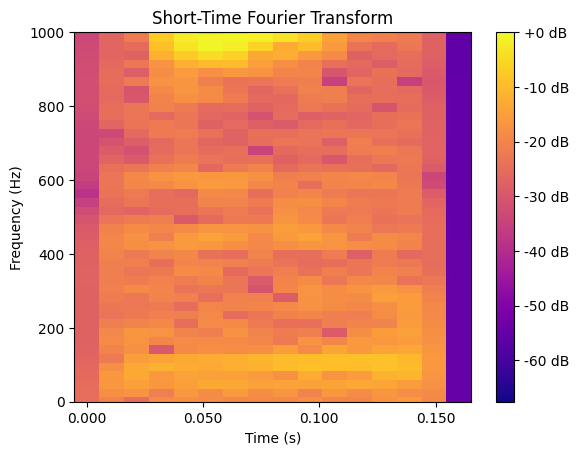 Short-Time Fourier Transform
Frequency (Hz)
1000
800
600
400
200
0
0.000
0.050
0.100
0.150
Time (s)
+0 dB
-10 dB
-20 dB
-30 dB
-40 dB
-50 dB
-60 dB